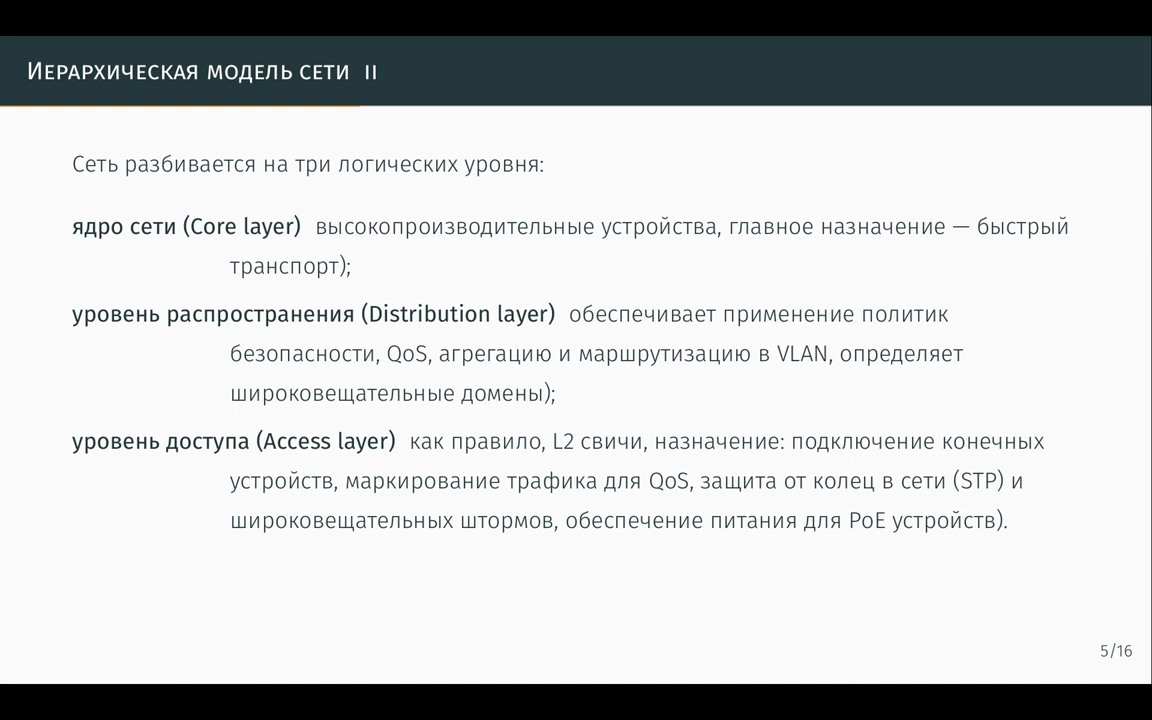 Иерархическая модель сети II
Сеть разбивается на три логических уровня:
ядро сети (Core layer) высокопроизводительные устройства, главное назначение — быстрый
транспорт);
уровень распространения (Distribution layer) обеспечивает применение политик
безопасности, QoS, агрегацию и маршрутизацию в VLAN, определяет
широковещательные домены);
уровень доступа (Access layer) как правило, L2 свичи, назначение: подключение конечных
устройств, маркирование трафика для QoS, защита от колец в сети (STP) и
широковещательных штормов, обеспечение питания для PoE устройств).
5/16